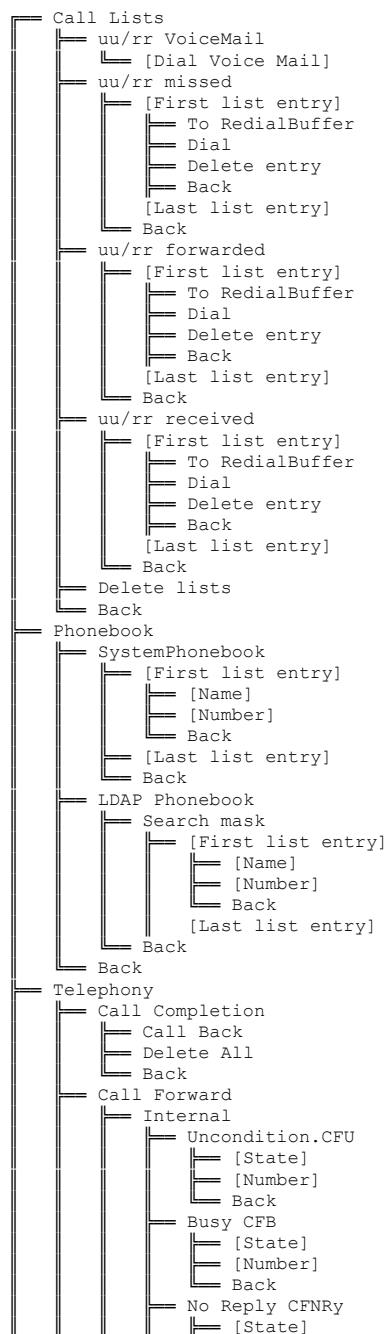 Call Lists
uu/rr VoiceMail
[Dial Voice Mail]
uu/rr missed
[First list entry]
To RedialBuffer
Dial
Delete entry
Back
[Last list entry]
Back
uu/rr forwarded
[First list entry]
To RedialBuffer
Dial
Delete entry
Back
[Last list entry]
Back
uu/rr received
[First list entry]
To RedialBuffer
Dial
Delete entry
Back
[Last list entry]
Back
Delete lists
Back
Phonebook
SystemPhonebook
[First list entry]
[Name]
[Number]
Back
[Last list entry]
Back
LDAP Phonebook
Search mask
[First list entry]
[Name]
[Number]
Back
[Last list entry]
Back
Back
Telephony
Call Completion
Call Back
Delete All
Back
Call Forward
Internal
Uncondition.CFU
[State]
[Number]
Back
Busy CFB
[State]
[Number]
Back
No Reply CFNRy
[State]